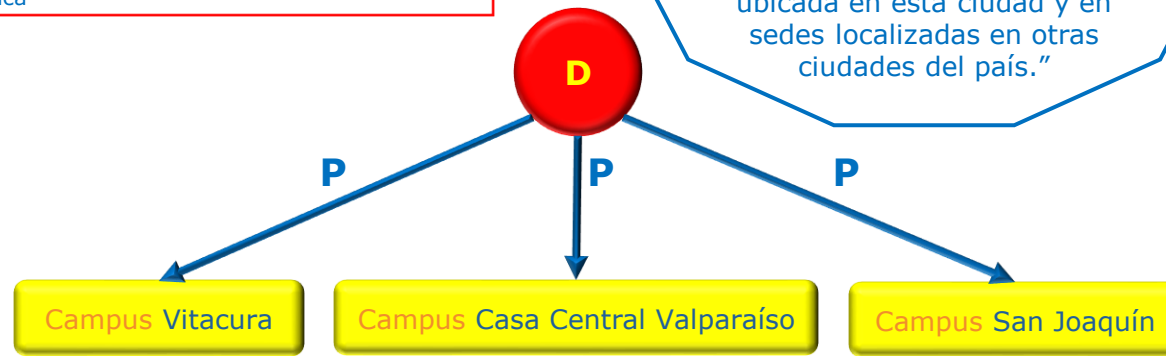 ubicada en esta ciudad y en
sedes localizadas en otras
ciudades del país.”
D
P P P
Campus Vitacura
Campus Casa Central Valparaíso
Campus San Joaquín